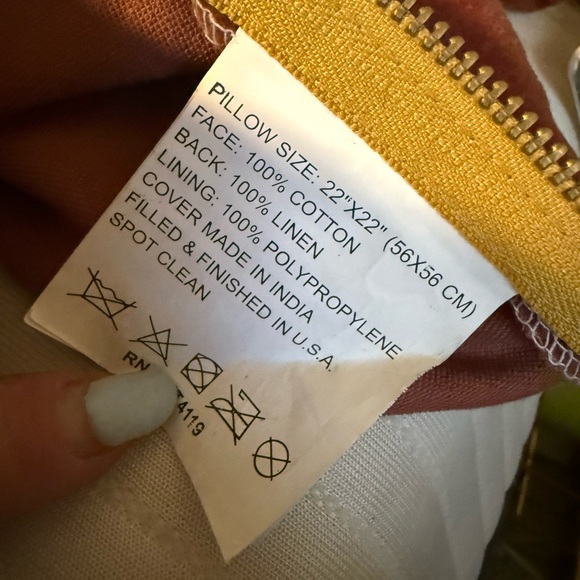 PILLOW SIZE: 22"X22" (56X56 CM)
FACE: 100% COTTON
BACK: 100% LINEN
LINING: 100% POLYPROPYLENE
COVER MADE IN INDIA
FILLED & FINISHED IN U.S.A.
SPOT CLEAN
RN